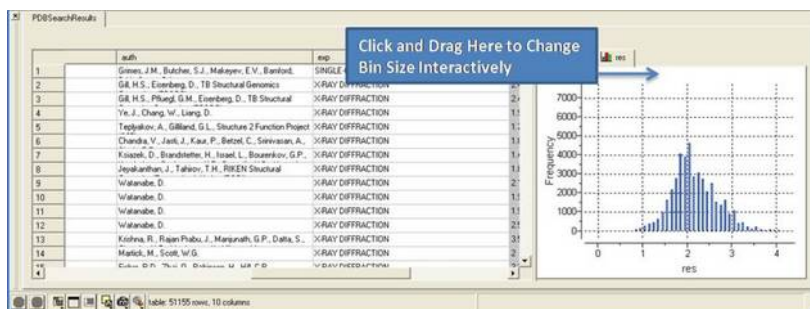 PDBSearchResults
Click and Drag Here to Change
Bin Size Interactively
res
auth
exp
1 Grimes, J.M., Butcher, S.J., Makeyev, E.V., Bamford,
SINGLE
2 Gill, H.S., Eisenberg, D., TB Structural Genomics
X-RAY DIFFRACTION
3 Gill, H.S., Pfluegl, G.M., Eisenberg, D., TB Structural
X-RAY DIFFRACTION
4 Ye, J., Chang, W., Liang, D.
X-RAY DIFFRACTION
5 Teplyakov, A., Gilliland, G.L., Structure 2 Function Project
X-RAY DIFFRACTION
6 Chandra, V., Jasti, J., Kaur, P., Betzel, C., Srinivasan, A.,
X-RAY DIFFRACTION
7 Ksiazek, D., Brandstetter, H., Israel, L., Bourenkov, G.P.,
X-RAY DIFFRACTION
8 Jeyakanthan, J., Tahirov, T.H., RIKEN Structural
X-RAY DIFFRACTION
9 Watanabe, D.
X-RAY DIFFRACTION
10 Watanabe, D.
X-RAY DIFFRACTION
11 Watanabe, D.
X-RAY DIFFRACTION
12 Watanabe, D.
X-RAY DIFFRACTION
13 Krishna, R., Rajan Prabu, J., Manjunath, G.P., Datta, S.,
X-RAY DIFFRACTION
14 Matlick, M., Scott, W.G.
X-RAY DIFFRACTION
15
X-RAY DIFFRACTION
7000
6000
5000
4000
3000
2000
1000
0
Frequency
0 1 2 3 4
res
table: 51155 rows, 10 columns